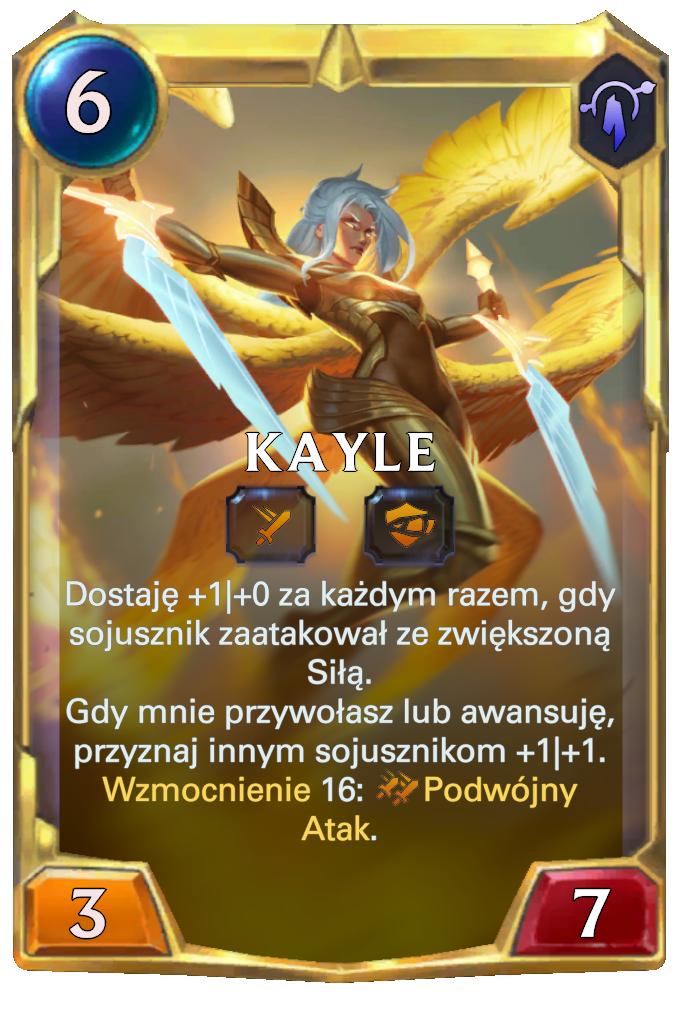 6
KAYLE
Dostaję +1|+0 za każdym razem, gdy
sojusznik zaatakował ze zwiększoną
Siłą.
Gdy mnie przywołasz lub awansuję,
przyznaj innym sojusznikom +1|+1.
Wzmocnienie 16: Podwójny
Atak.
3
7